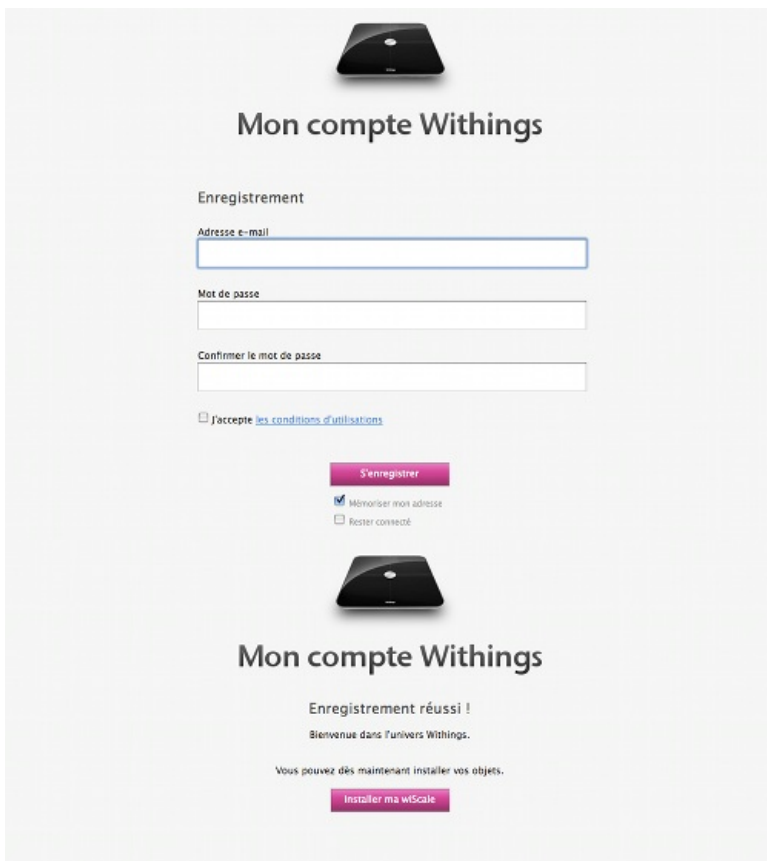 Mon compte Withings
Enregistrement
Adresse e-mail
Mot de passe
Confirmer le mot de passe
J'accepte les conditions d'utilisations
S'enregistrer
Mémoriser mon adresse
Rester connecté
Mon compte Withings
Enregistrement réussi !
Bienvenue dans l'univers Withings.
Vous pouvez dès maintenant installer vos objets.
Installer ma wiScale